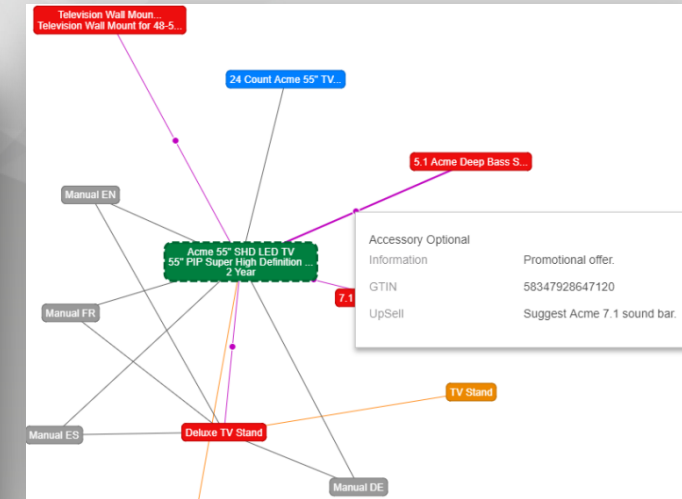 Television Wall Moun...
Television Wall Mount for 48-5...
24 Count Acme 55" TV...
5.1 Acme Deep Bass S...
Manual EN
Acme 55" SHD LED TV
55" PIP Super High Definition ...
2 Year
Accessory Optional
Information Promotional offer.
GTIN 58347928647120
UpSell Suggest Acme 7.1 sound bar.
7.1
Manual FR
TV Stand
Deluxe TV Stand
Manual ES
Manual DE